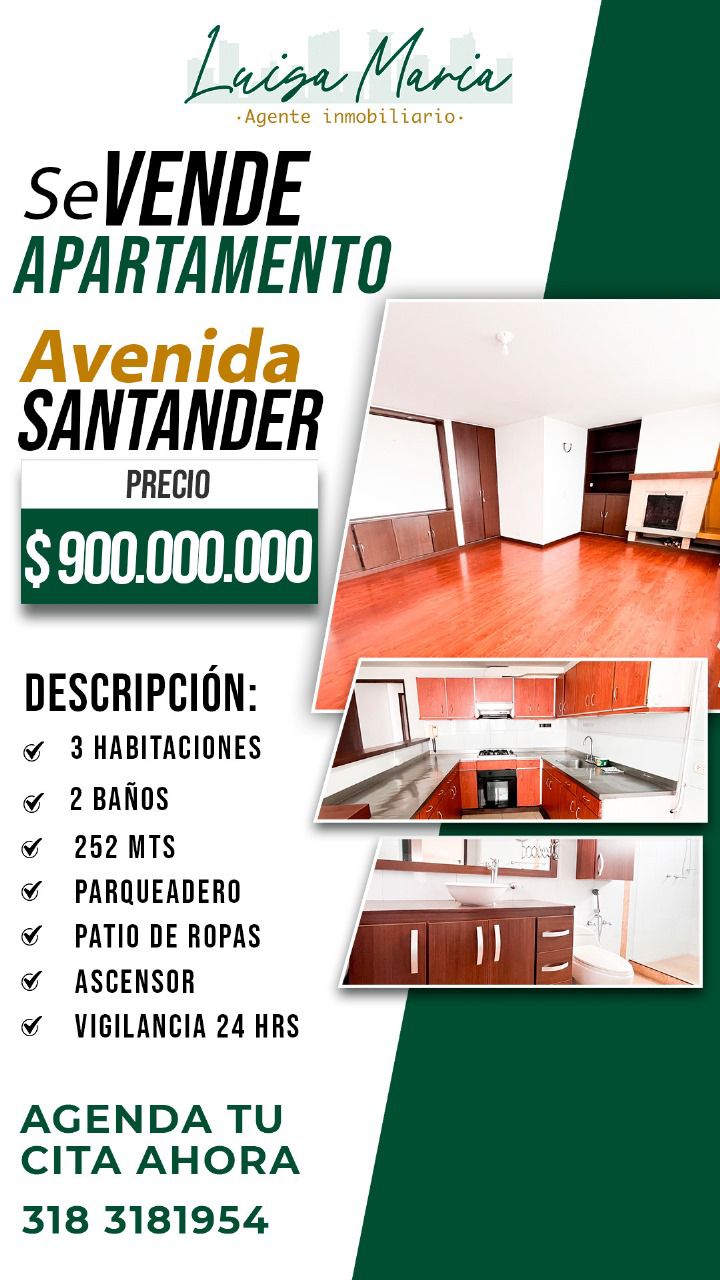 Luisa Maria
·Agente inmobiliario·
Se VENDE
APARTAMENTO
Avenida
SANTANDER
PRECIO
$ 900.000.000
DESCRIPCIÓN:
3 HABITACIONES
2 BAÑOS
252 MTS
PARQUEADERO
PATIO DE ROPAS
ASCENSOR
VIGILANCIA 24 HRS
AGENDA TU
CITA AHORA
318 3181954